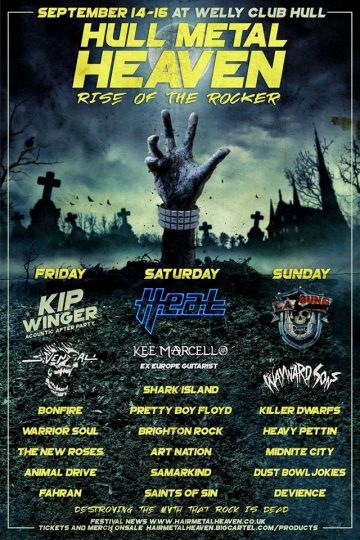 SEPTEMBER 14-16 AT WELLY CLUB HULL
HULL METAL
HEAVEN
RISE OF THE ROCKER
FRIDAY
KIP
WINGER
ACOUSTIC AFTER PARTY
BONFIRE
WARRIOR SOUL
THE NEW ROSES
ANIMAL DRIVE
FAHRAN
SATURDAY
Heat
KEE MARCELLO
EX EUROPE GUITARIST
SHARK ISLAND
PRETTY BOY FLOYD
BRIGHTON ROCK
ART NATION
SAMARKIND
SAINTS OF SIN
SUNDAY
L.A. GUNS
WAYWARD SONS
KILLER DWARFS
HEAVY PETTIN
MIDNITE CITY
DUST BOWL JOKIES
DEVIENCE
DESTROYING THE MYTH THAT ROCK IS DEAD
FESTIVAL NEWS WWW.HAIRMETALHEAVEN.CO.UK
TICKETS AND MERCH ONSALE HAIRMETALHEAVEN.BIGCARTEL.COM/PRODUCTS